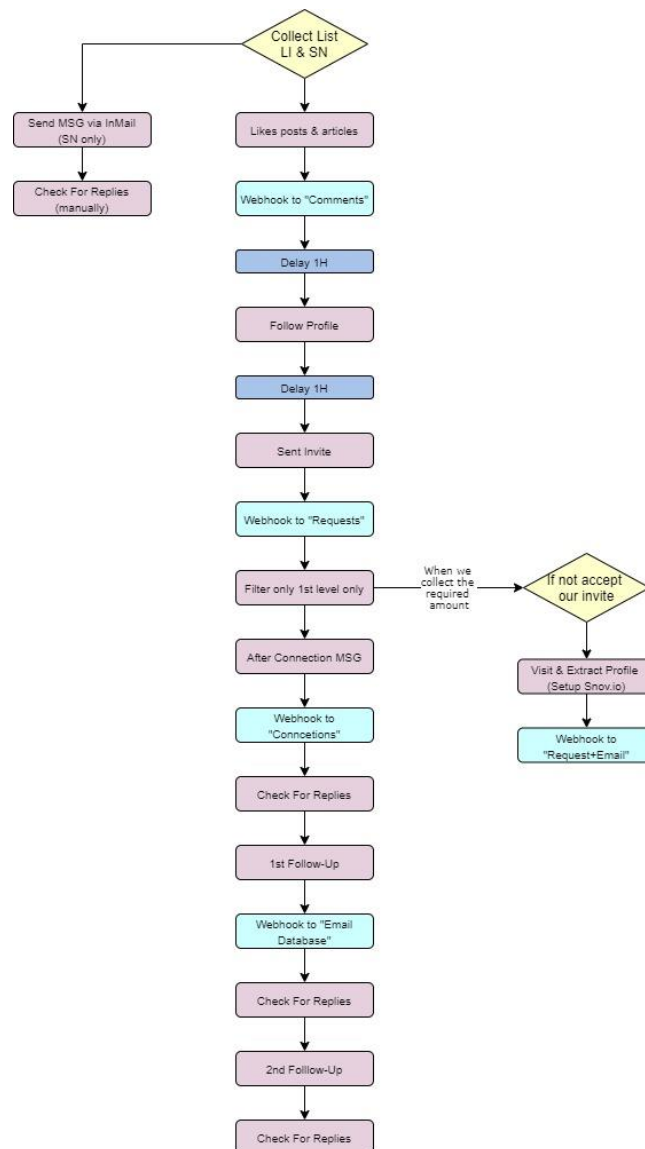 Collect List
LI & SN
Send MSG via InMail
(SN only)
Likes posts & articles
Check For Replies
(manually)
Webhook to "Comments"
Delay 1H
Follow Profile
Delay 1H
Sent Invite
Webhook to "Requests"
Filter only 1st level only
When we
collect the
required
amount
If not accept
our invite
After Connection MSG
Visit & Extract Profile
(Setup Snov.io)
Webhook to
"Conncetions"
Webhook to
"Request+Email"
Check For Replies
1st Follow-Up
Webhook to "Email
Database"
Check For Replies
2nd Folllow-Up
Check For Replies